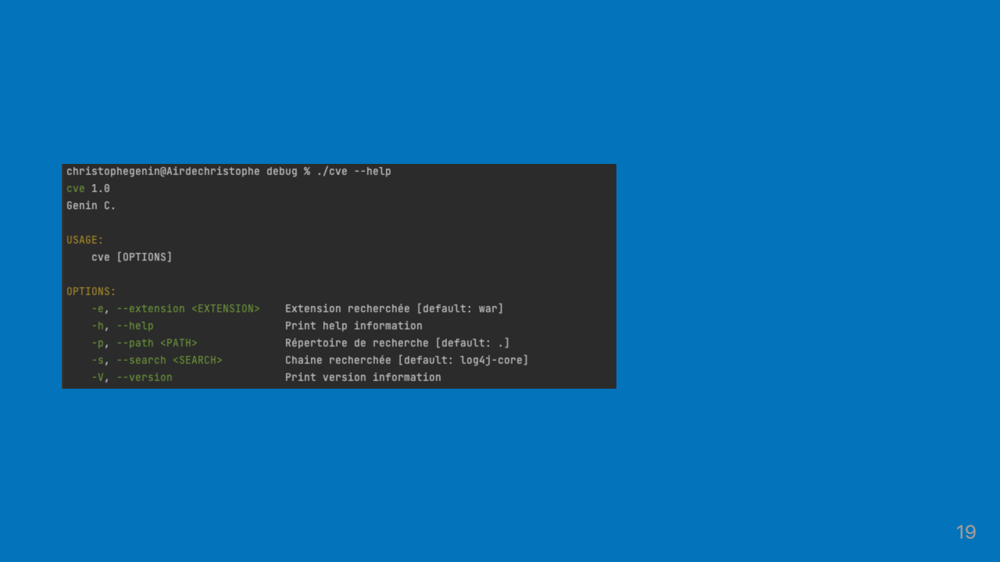 christophegenin@Airdechristophe debug % ./cve --help
cve 1.0
Genin C.
USAGE:
cve [OPTIONS]
OPTIONS:
-e, --extension <EXTENSION> Extension recherchée [default: war]
-h, --help Print help information
-p, --path <PATH> Répertoire de recherche [default: .]
-s, --search <SEARCH> Chaine recherchée [default: log4j-core]
-V, --version Print version information
19